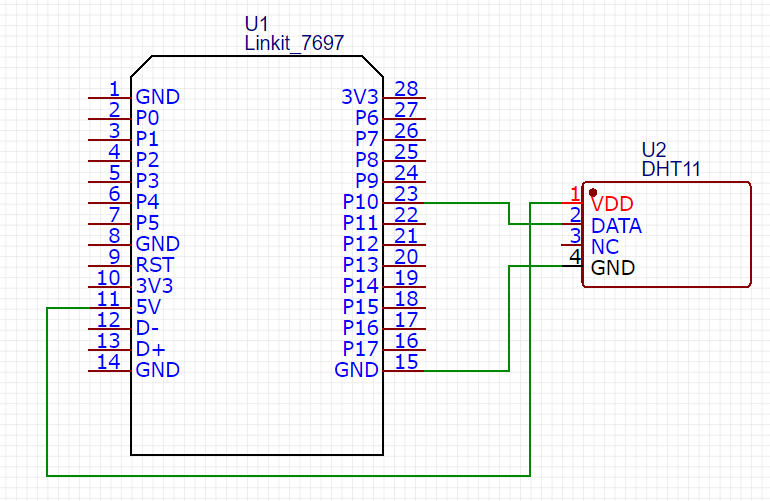 U1
Linkit_7697
1 GND
2 P0
3 P1
4 P2
5 P3
6 P4
7 P5
8 GND
9 RST
10 3V3
11 5V
12 D-
13 D+
14 GND
3V3 28
P6 27
P7 26
P8 25
P9 24
P10 23
P11 22
P12 21
P13 20
P14 19
P15 18
P16 17
P17 16
GND 15
U2
DHT11
1 VDD
2 DATA
3 NC
4 GND